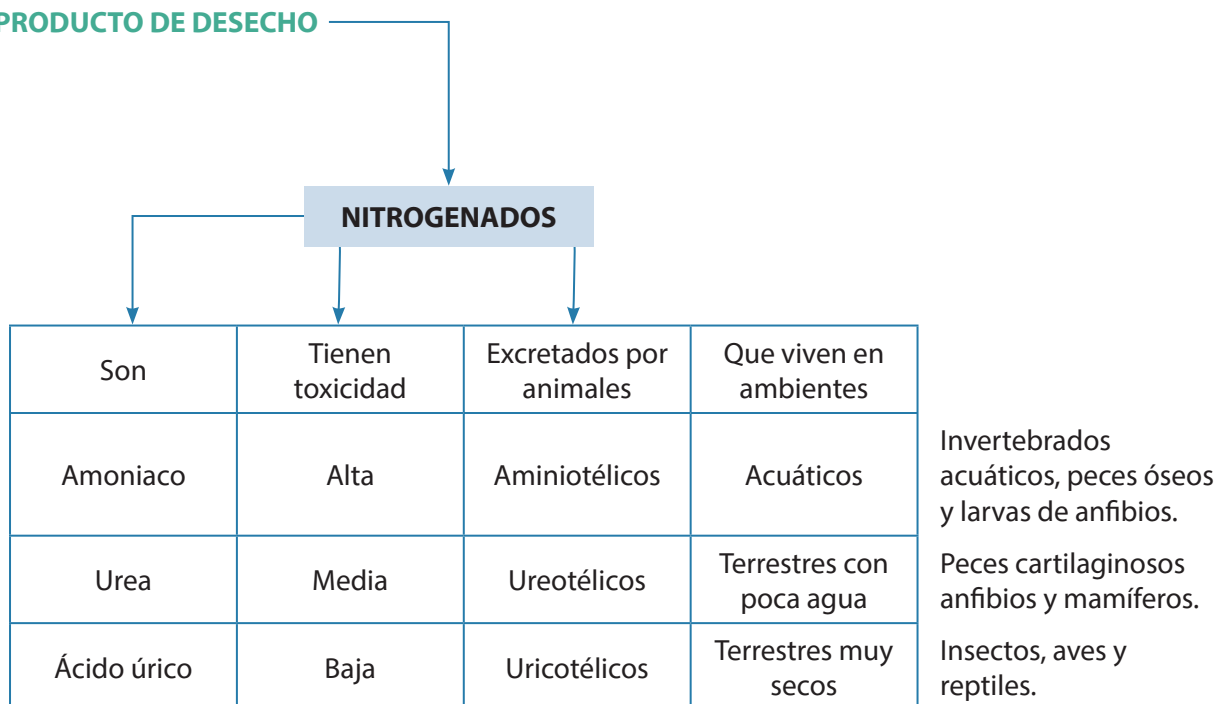 PRODUCTO DE DESECHO
NITROGENADOS
Son
Tienen
toxicidad
Excretados por
animales
Que viven en
ambientes
Amoniaco
Alta
Aminiotélicos
Acuáticos
Invertebrados
acuáticos, peces óseos
y larvas de anfibios.
Urea
Media
Ureotélicos
Terrestres con
poca agua
Peces cartilaginosos
anfibios y mamíferos.
Ácido úrico
Baja
Uricotélicos
Terrestres muy
secos
Insectos, aves y
reptiles.